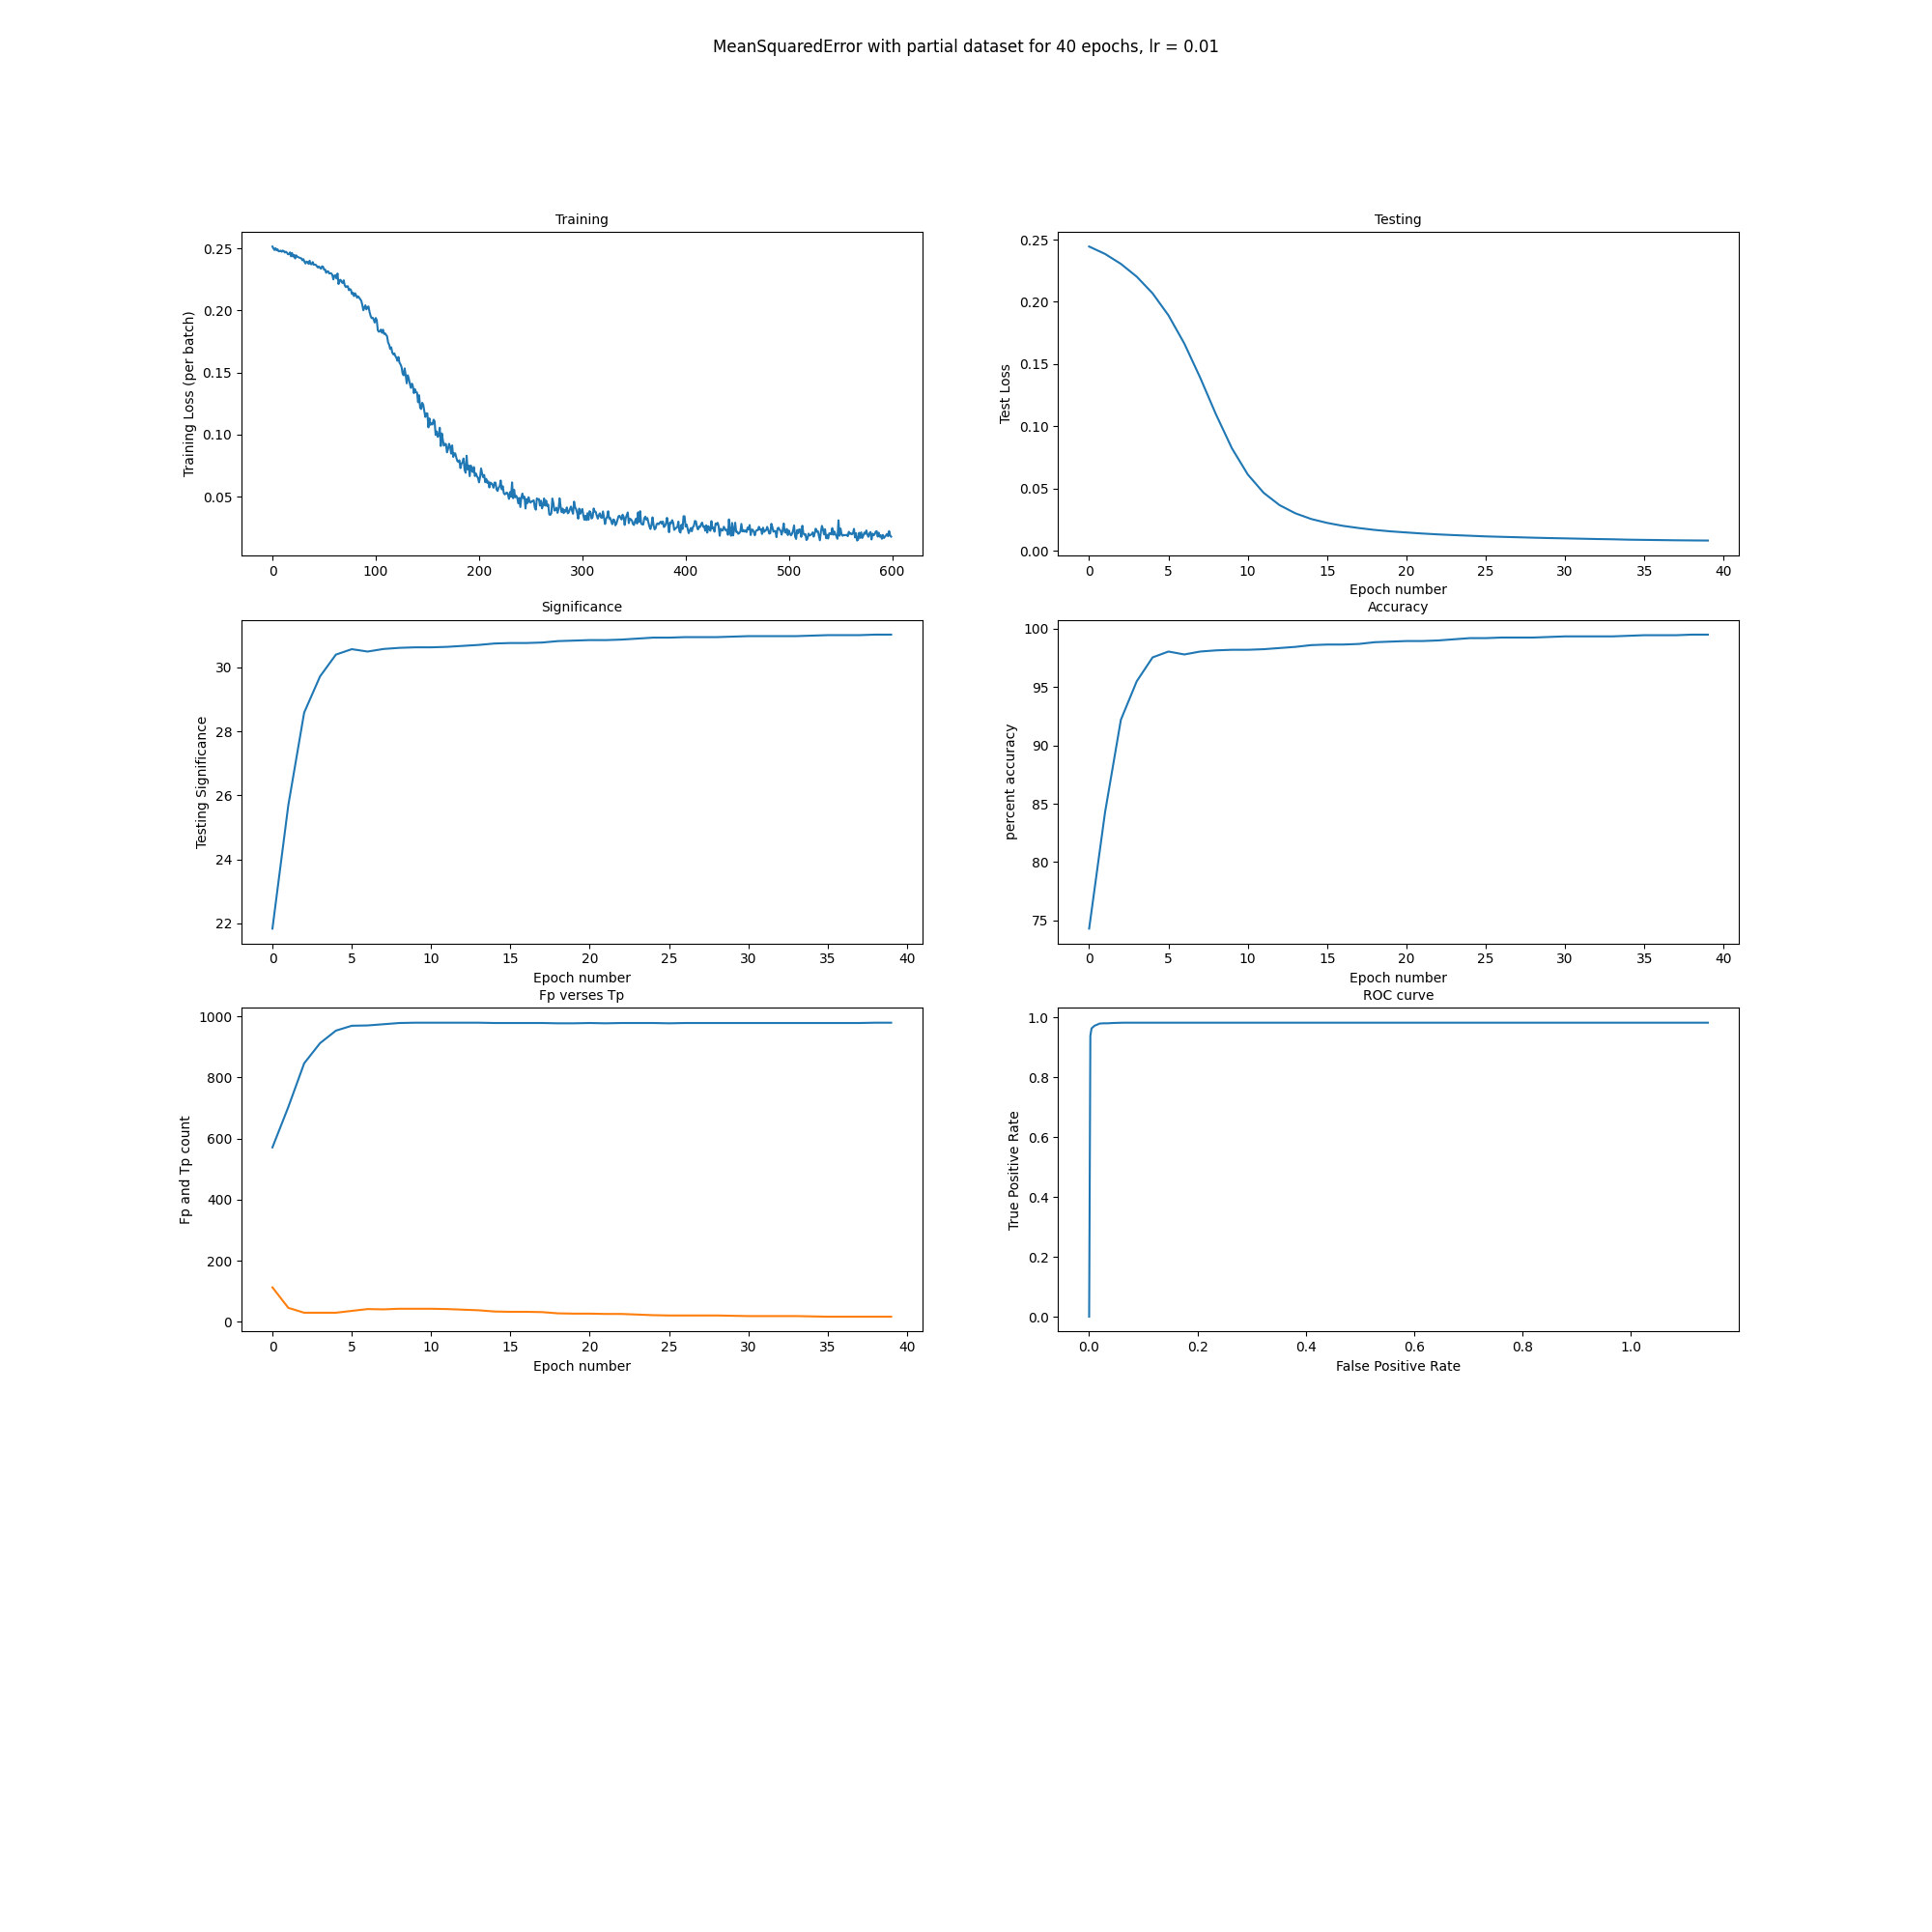 MeanSquaredError with partial dataset for 40 epochs, lr = 0.01
Training
Training Loss (per batch)
0.25
0.20
0.15
0.10
0.05
0 100 200 300 400 500 600
Testing
Test Loss
0.25
0.20
0.15
0.10
0.05
0.00
0 5 10 15 20 25 30 35 40
Epoch number
Significance
Testing Significance
30
28
26
24
22
0 5 10 15 20 25 30 35 40
Epoch number
Accuracy
percent accuracy
100
95
90
85
80
75
0 5 10 15 20 25 30 35 40
Epoch number
Fp verses Tp
Fp and Tp count
1000
800
600
400
200
0
0 5 10 15 20 25 30 35 40
Epoch number
ROC curve
True Positive Rate
1.0
0.8
0.6
0.4
0.2
0.0
0.0 0.2 0.4 0.6 0.8 1.0
False Positive Rate